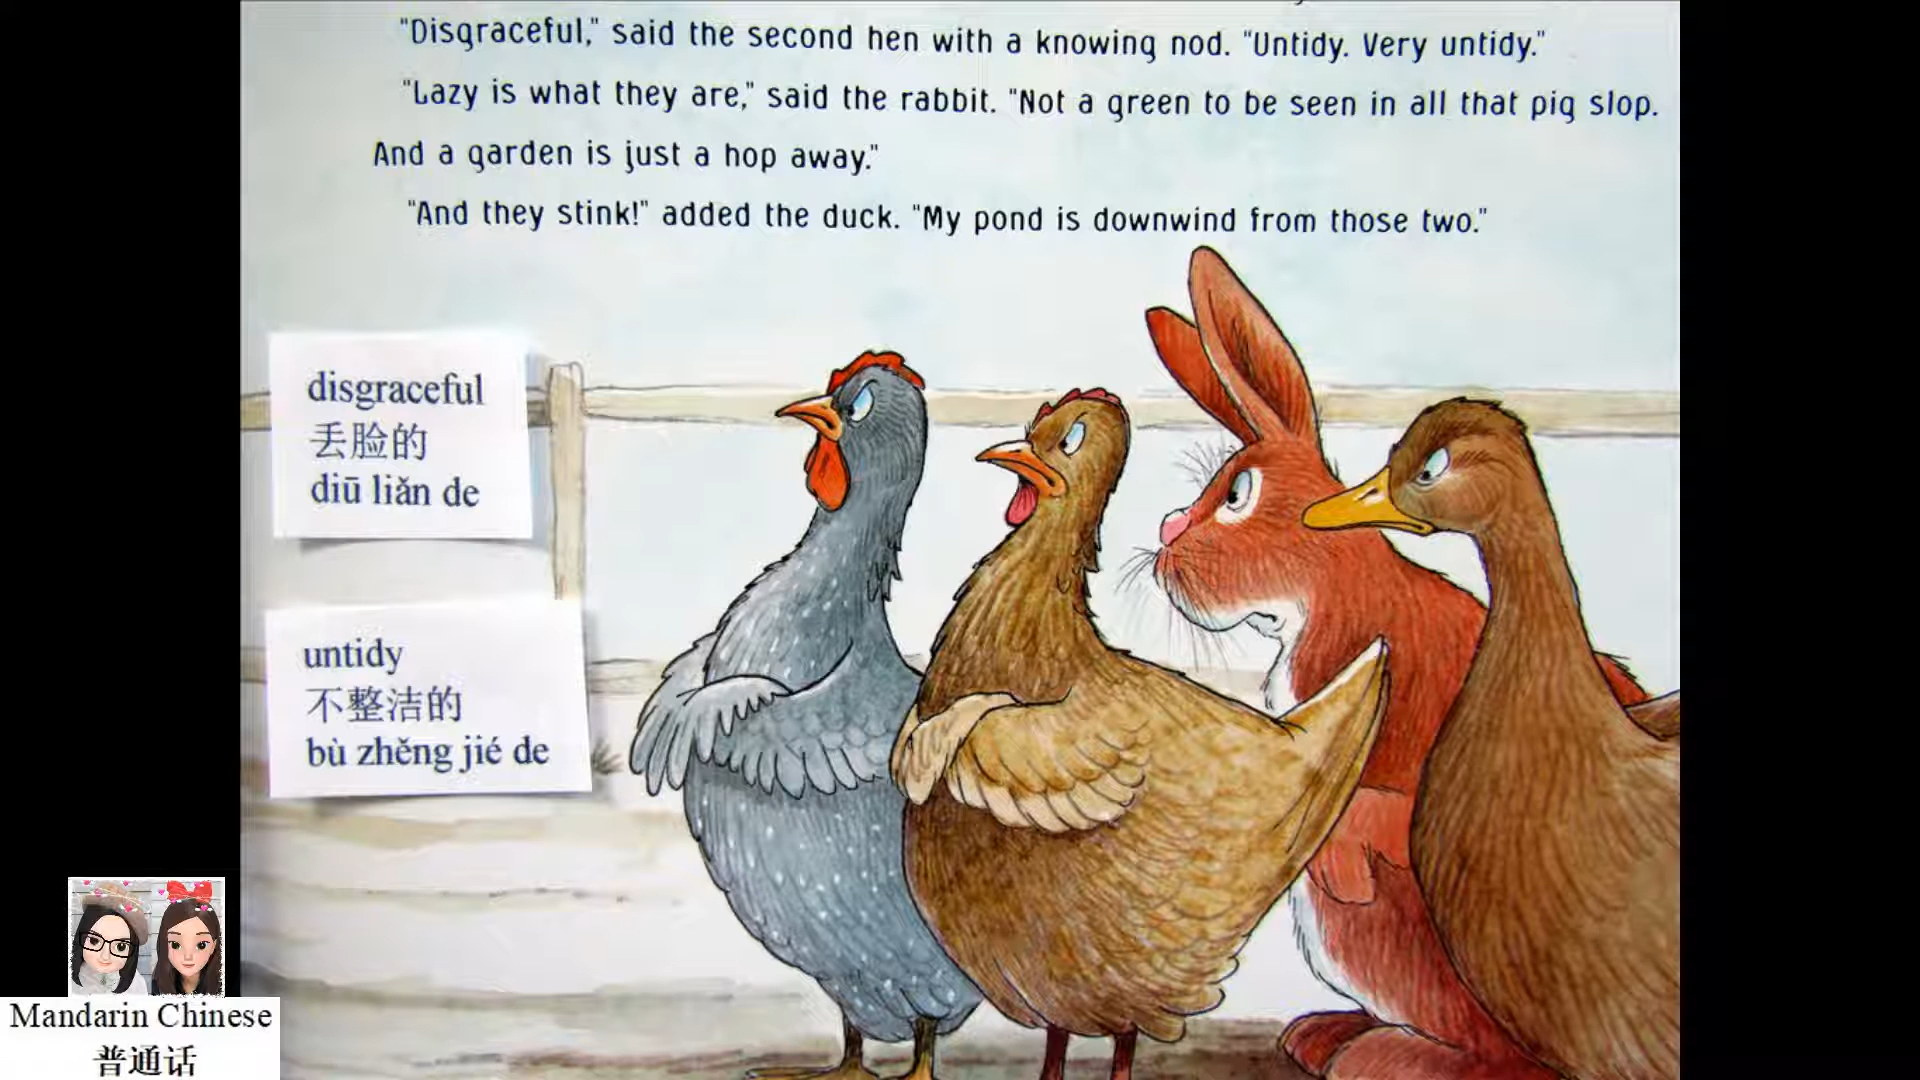 "Disgraceful," said the second hen with a knowing nod. "Untidy. Very untidy."
"Lazy is what they are," said the rabbit. "Not a green to be seen in all that pig slop.
And a garden is just a hop away."
"And they stink!" added the duck. "My pond is downwind from those two."
disgraceful
丢脸的
diū liǎn de
untidy
不整洁的
bù zhěng jié de
Mandarin Chinese
普通话